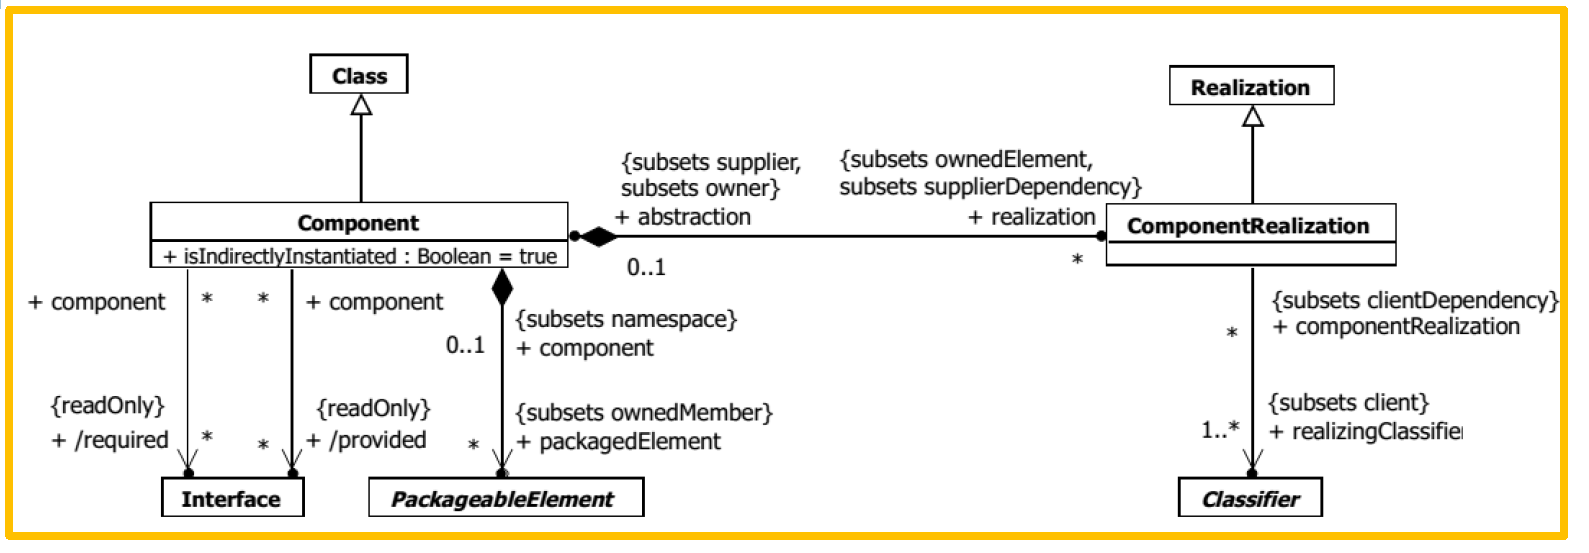 Class
Realization
{subsets supplier,
subsets owner}
+ abstraction
{subsets ownedElement,
subsets supplierDependency}
+ realization
Component
+ isIndirectlyInstantiated : Boolean = true
0..1
*
ComponentRealization
+ component
*
*
+ component
{subsets namespace}
0..1
+ component
{subsets clientDependency}
+ componentRealization
*
{readOnly}
+ /required
*
*
{readOnly}
+ /provided
*
{subsets ownedMember}
+ packagedElement
1..*
{subsets client}
+ realizingClassifie
Interface
PackageableElement
Classifier